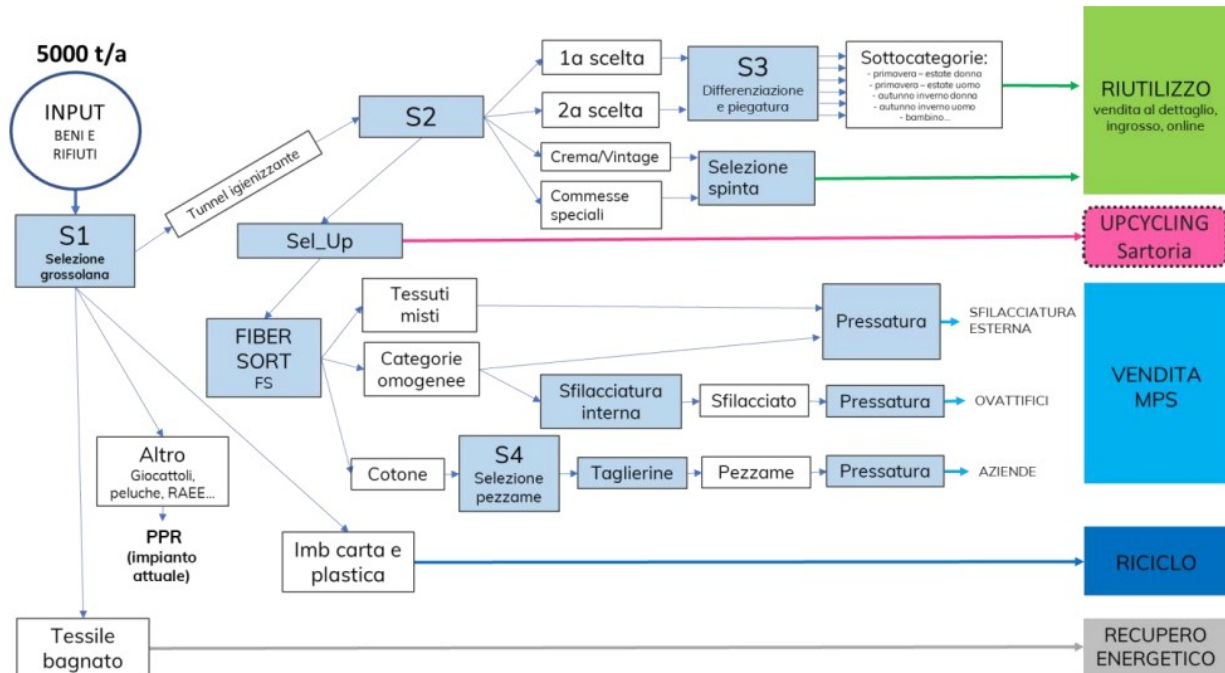 5000 t/a
INPUT
BENI E
RIFIUTI
S1
Selezione
grossolana
Tunnel igienizzante
S2
1a scelta
2a scelta
Crema/Vintage
Commesse
speciali
S3
Differenziazione
e piegatura
Selezione
spinta
Sottocategorie:
- primavera – estate donna
- primavera – estate uomo
- autunno inverno donna
- autunno inverno uomo
- bambino...
RIUTILIZZO
vendita al dettaglio,
ingrosso, online
Sel_Up
UPCYCLING
Sartoria
FIBER
SORT
FS
Tessuti
misti
Categorie
omogenee
Pressatura
SFILACCIATURA
ESTERNA
Sfilacciatura
interna
Sfilacciato
Pressatura
OVATTIFICI
Cotone
S4
Selezione
pezzame
Taglierine
Pezzame
Pressatura
AZIENDE
VENDITA
MPS
Altro
Giocattoli,
peluche, RAEE...
PPR
(impianto
attuale)
Imb carta e
plastica
RICICLO
Tessile
bagnato
RECUPERO
ENERGETICO